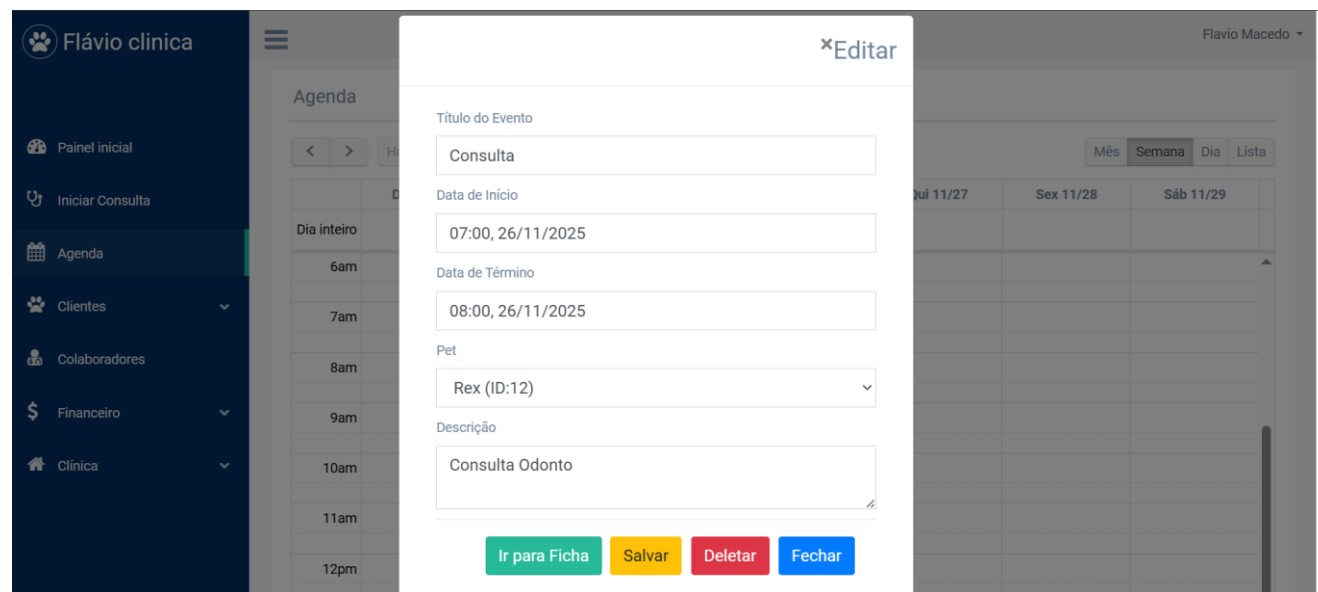 Flávio clinica
Flavio Macedo
Painel inicial
Iniciar Consulta
Agenda
Clientes
Colaboradores
$ Financeiro
Clínica
Agenda
< >
Mês Semana Dia Lista
Qui 11/27 Sex 11/28 Sáb 11/29
Dia inteiro
6am
7am
8am
9am
10am
11am
12pm
×Editar
Título do Evento
Consulta
Data de Início
07:00, 26/11/2025
Data de Término
08:00, 26/11/2025
Pet
Rex (ID:12)
Descrição
Consulta Odonto
Ir para Ficha Salvar Deletar Fechar